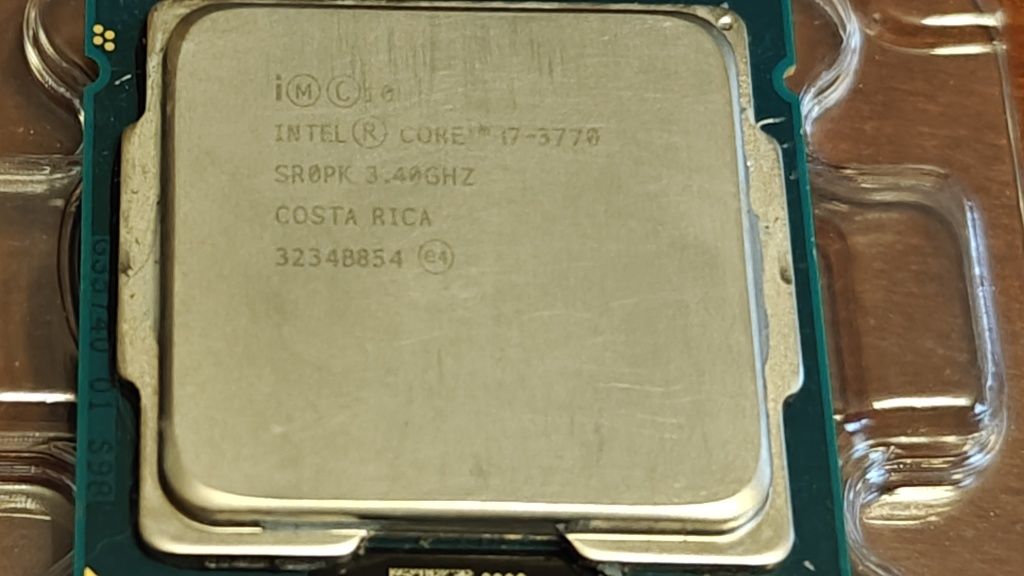 i Ⓜ Ⓒ 10
INTEL® CORE™ i7-3770
SR0PK 3.40GHZ
COSTA RICA
3234B854 e4